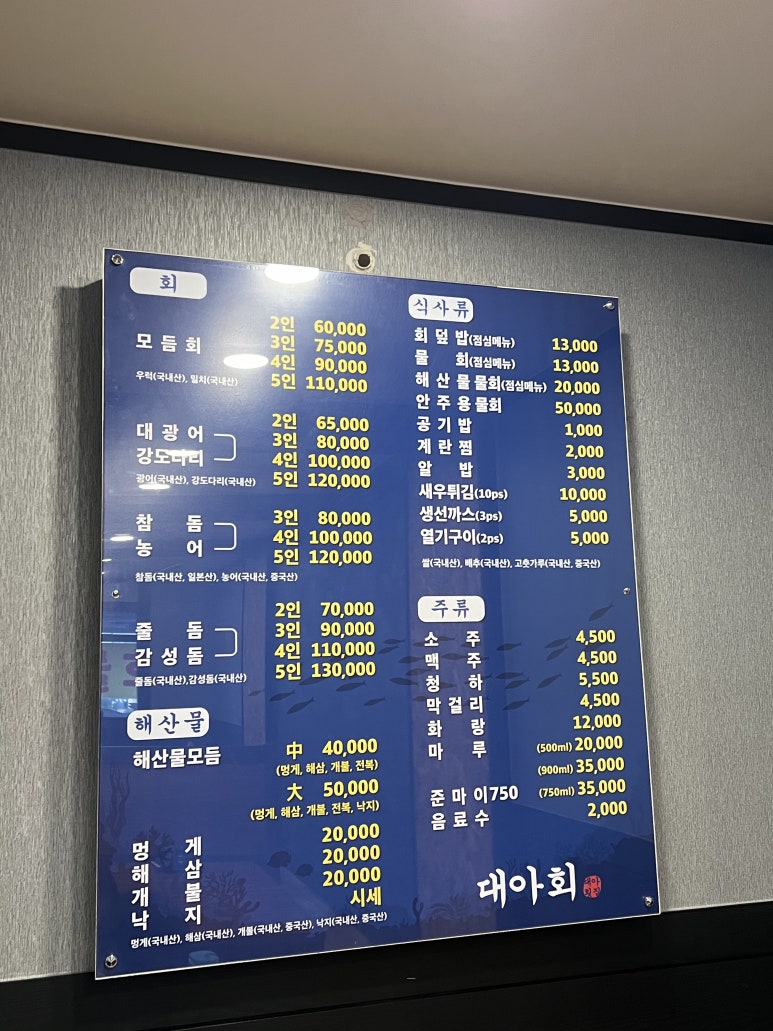 회
모듬회
2인 60,000
3인 75,000
4인 90,000
5인 110,000
우럭(국내산), 밀치(국내산)
대광어
강도다리
2인 65,000
3인 80,000
4인 100,000
5인 120,000
광어(국내산), 강도다리(국내산)
참돔
농어
3인 80,000
4인 100,000
5인 120,000
참돔(국내산, 일본산), 농어(국내산, 중국산)
줄돔
감성돔
2인 70,000
3인 90,000
4인 110,000
5인 130,000
줄돔(국내산),감성돔(국내산)
해산물
해산물모듬
中 40,000
(멍게, 해삼, 개불, 전복)
大 50,000
(멍게, 해삼, 개불, 전복, 낙지)
멍게 20,000
해삼 20,000
개불 20,000
낙지 시세
멍게(국내산), 해삼(국내산), 개불(국내산, 중국산), 낙지(국내산, 중국산)
식사류
회덮밥(점심메뉴) 13,000
물회(점심메뉴) 13,000
해산물물회(점심메뉴) 20,000
안주용물회 50,000
공기밥 1,000
계란찜 2,000
알밥 3,000
새우튀김(10ps) 10,000
생선까스(3ps) 5,000
열기구이(2ps) 5,000
쌀(국내산), 배추(국내산), 고춧가루(국내산, 중국산)
주류
소주 4,500
맥주 4,500
청하 5,500
막걸리 4,500
화랑 12,000
마루 (500ml) 20,000
(900ml) 35,000
준마이750 (750ml) 35,000
음료수 2,000
대아회